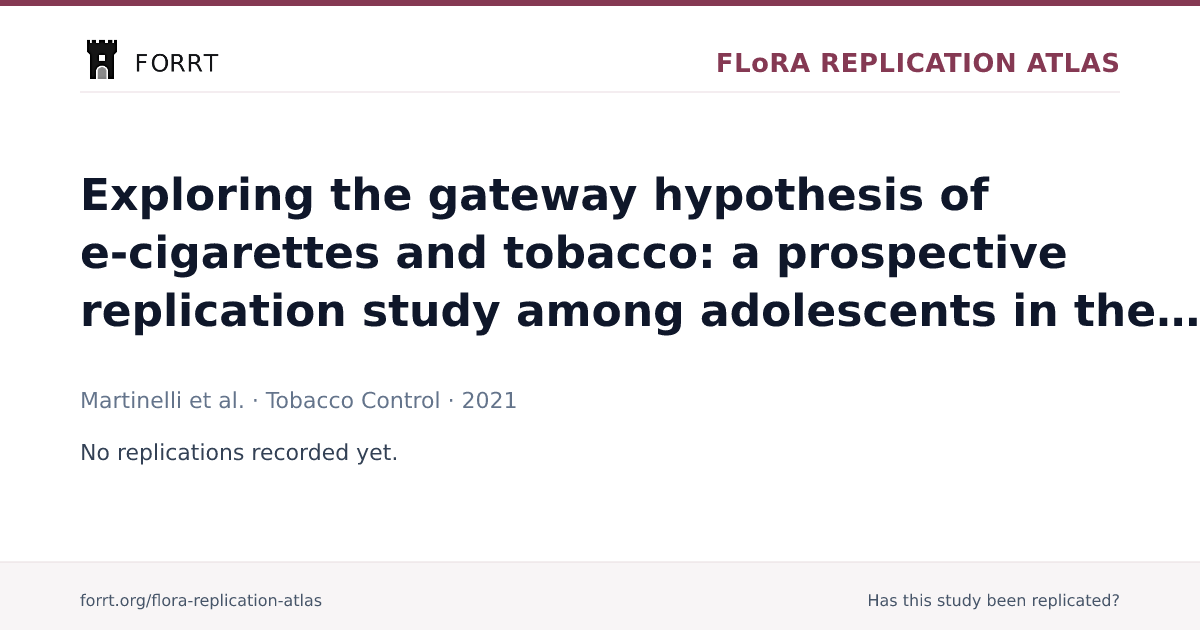 FORRT
FLoRA REPLICATION ATLAS
Exploring the gateway hypothesis of
e-cigarettes and tobacco: a prospective
replication study among adolescents in the…
Martinelli et al. · Tobacco Control · 2021
No replications recorded yet.
forrt.org/flora-replication-atlas
Has this study been replicated?